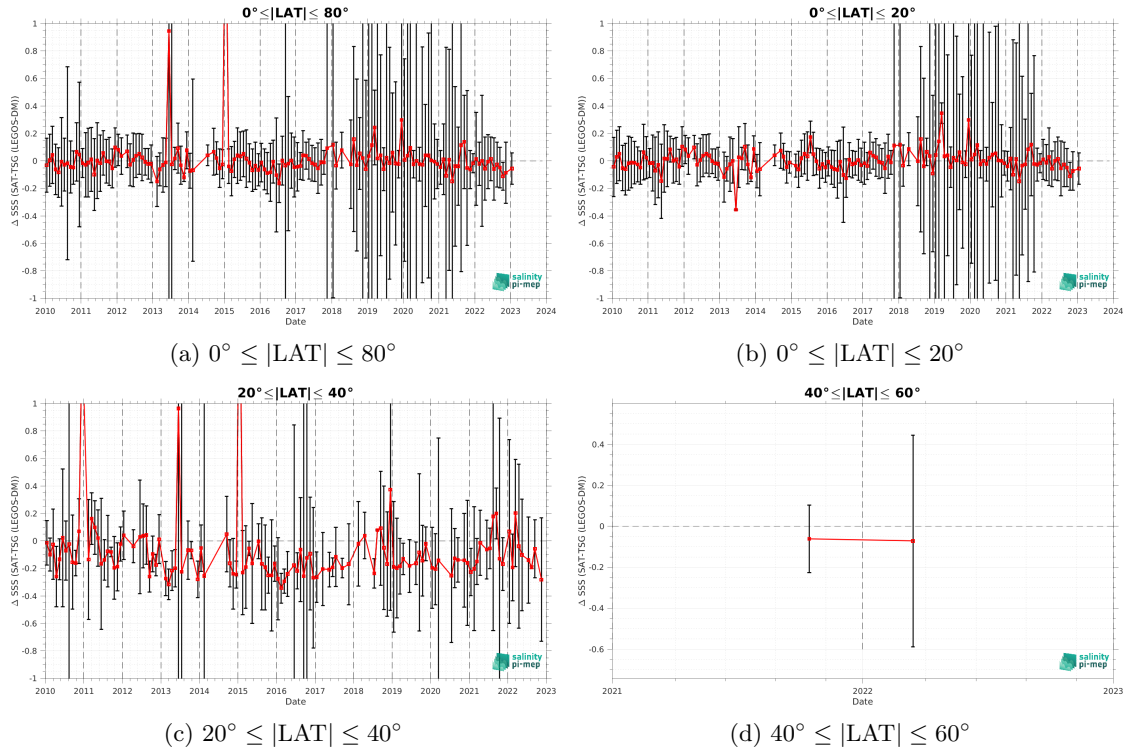 0°≤|LAT|≤ 80°
Δ SSS (SAT-TSG (LEGOS-DM))
1
0.8
0.6
0.4
0.2
0
-0.2
-0.4
-0.6
-0.8
-1
2010 2011 2012 2013 2014 2015 2016 2017 2018 2019 2020 2021 2022 2023 2024
Date
salinity
pi-mep
(a) 0° ≤ |LAT| ≤ 80°
0°≤|LAT|≤ 20°
Δ SSS (SAT-TSG (LEGOS-DM))
1
0.8
0.6
0.4
0.2
0
-0.2
-0.4
-0.6
-0.8
-1
2010 2011 2012 2013 2014 2015 2016 2017 2018 2019 2020 2021 2022 2023 2024
Date
salinity
pi-mep
(b) 0° ≤ |LAT| ≤ 20°
20°≤|LAT|≤ 40°
Δ SSS (SAT-TSG (LEGOS-DM))
1
0.8
0.6
0.4
0.2
0
-0.2
-0.4
-0.6
-0.8
-1
2010 2011 2012 2013 2014 2015 2016 2017 2018 2019 2020 2021 2022 2023
Date
salinity
pi-mep
(c) 20° ≤ |LAT| ≤ 40°
40°≤|LAT|≤ 60°
Δ SSS (SAT-TSG (LEGOS-DM))
0.4
0.2
0
-0.2
-0.4
-0.6
2021 2022 2023
Date
salinity
pi-mep
(d) 40° ≤ |LAT| ≤ 60°